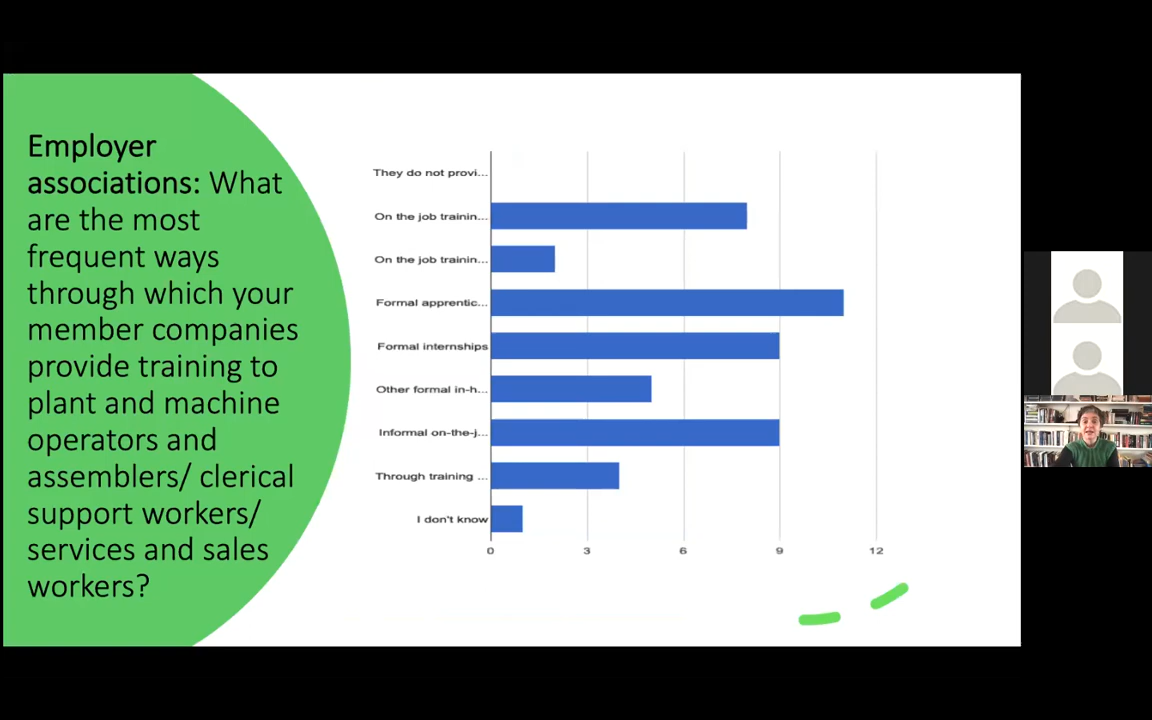 Employer
associations: What
are the most
frequent ways
through which your
member companies
provide training to
plant and machine
operators and
assemblers/ clerical
support workers/
services and sales
workers?
They do not provi...
On the job trainin...
On the job trainin...
Formal apprentic...
Formal internships
Other formal in-h...
Informal on-the-j...
Through training ...
I don't know
0 3 6 9 12